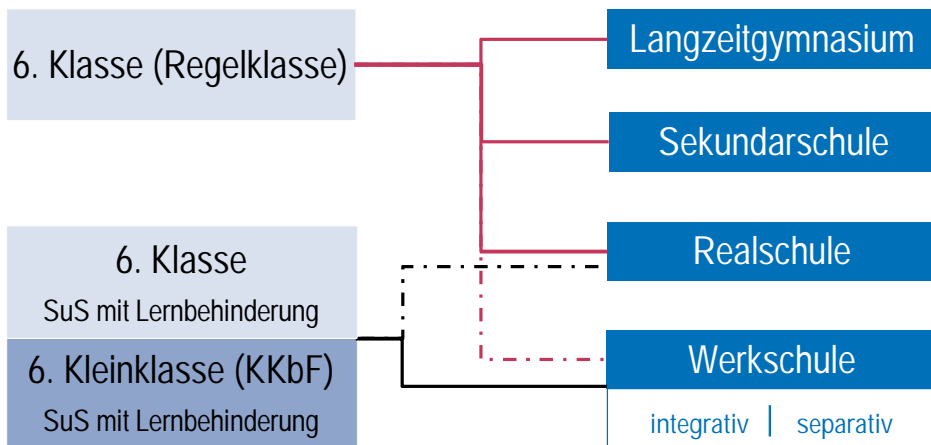 6. Klasse (Regelklasse)
Langzeitgymnasium
Sekundarschule
Realschule
6. Klasse
SuS mit Lernbehinderung
6. Kleinklasse (KKbF)
SuS mit Lernbehinderung
Werkschule
integrativ | separativ